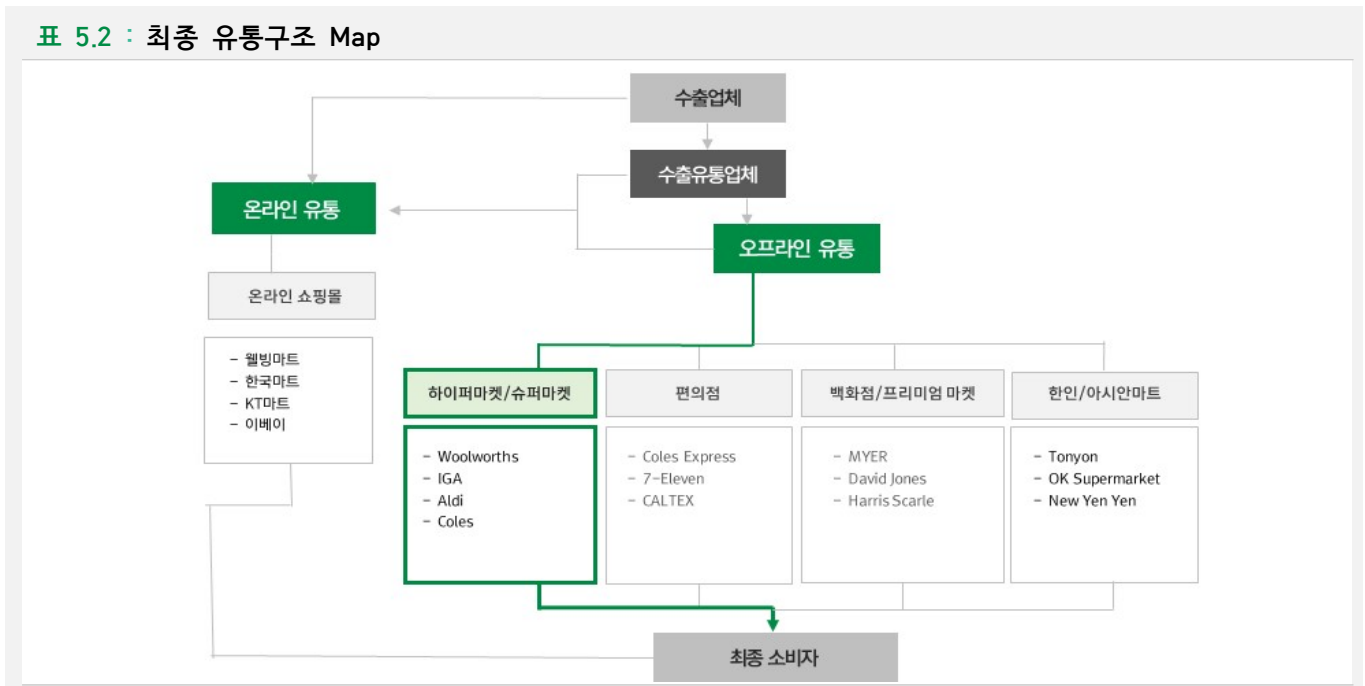 표 5.2 : 최종 유통구조 Map
수출업체
수출유통업체
온라인 유통
오프라인 유통
온라인 쇼핑몰
- 웰빙마트
- 한국마트
- KT마트
- 이베이
하이퍼마켓/슈퍼마켓
- Woolworths
- IGA
- Aldi
- Coles
편의점
- Coles Express
- 7-Eleven
- CALTEX
백화점/프리미엄 마켓
- MYER
- David Jones
- Harris Scarle
한인/아시안마트
- Tonyon
- OK Supermarket
- New Yen Yen
최종 소비자